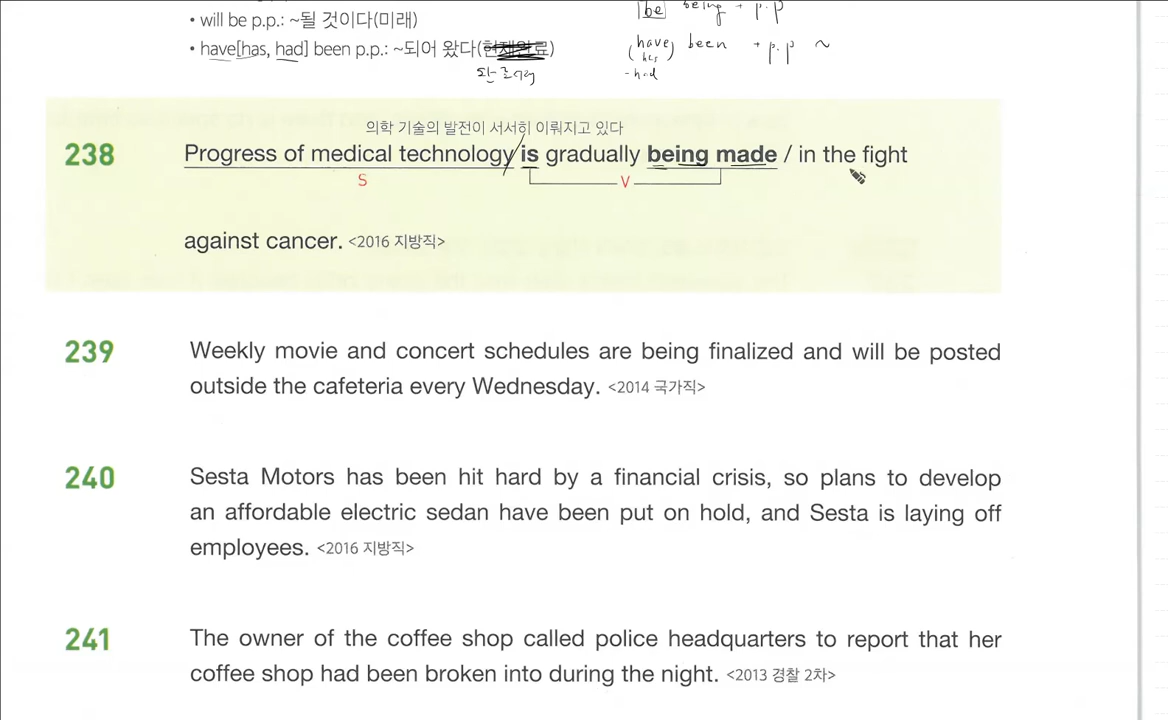 • will be p.p.: ~될 것이다(미래)
be being + p.p
• have[has, had] been p.p.: ~되어 왔다(현재완료)
(have) been + p.p ~
has
- had
의학 기술의 발전이 서서히 이뤄지고 있다
238 Progress of medical technology / is gradually being made / in the fight
S V
against cancer. <2016 지방직>
239 Weekly movie and concert schedules are being finalized and will be posted
outside the cafeteria every Wednesday. <2014 국가직>
240 Sesta Motors has been hit hard by a financial crisis, so plans to develop
an affordable electric sedan have been put on hold, and Sesta is laying off
employees. <2016 지방직>
241 The owner of the coffee shop called police headquarters to report that her
coffee shop had been broken into during the night. <2013 경찰 2차>